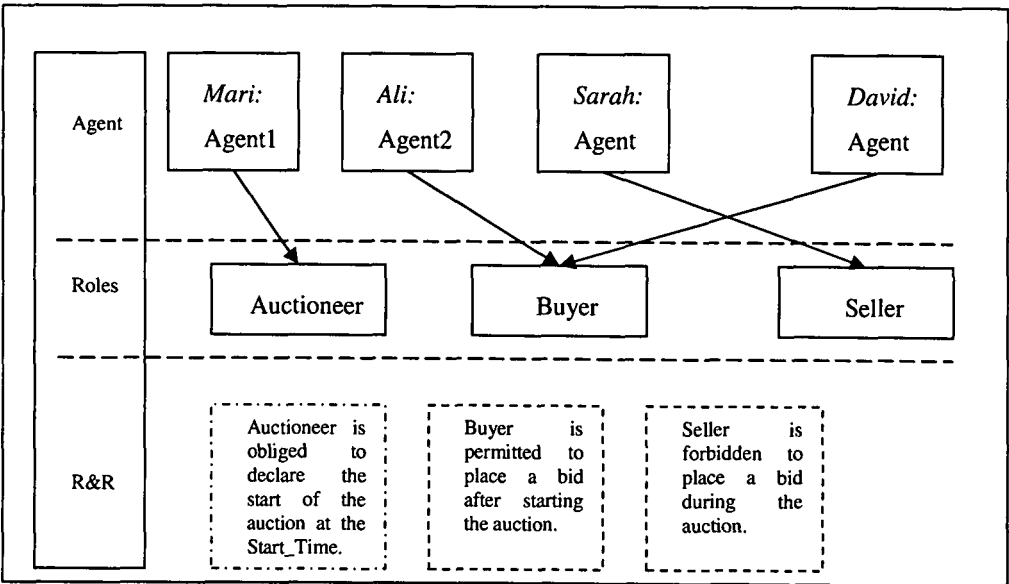 Agent
Mari:
Agent1
Ali:
Agent2
Sarah:
Agent
David:
Agent
Roles
Auctioneer
Buyer
Seller
R&R
Auctioneer is
obliged to
declare the
start of the
auction at the
Start_Time.
Buyer is
permitted to
place a bid
after starting
the auction.
Seller is
forbidden to
place a bid
during the
auction.